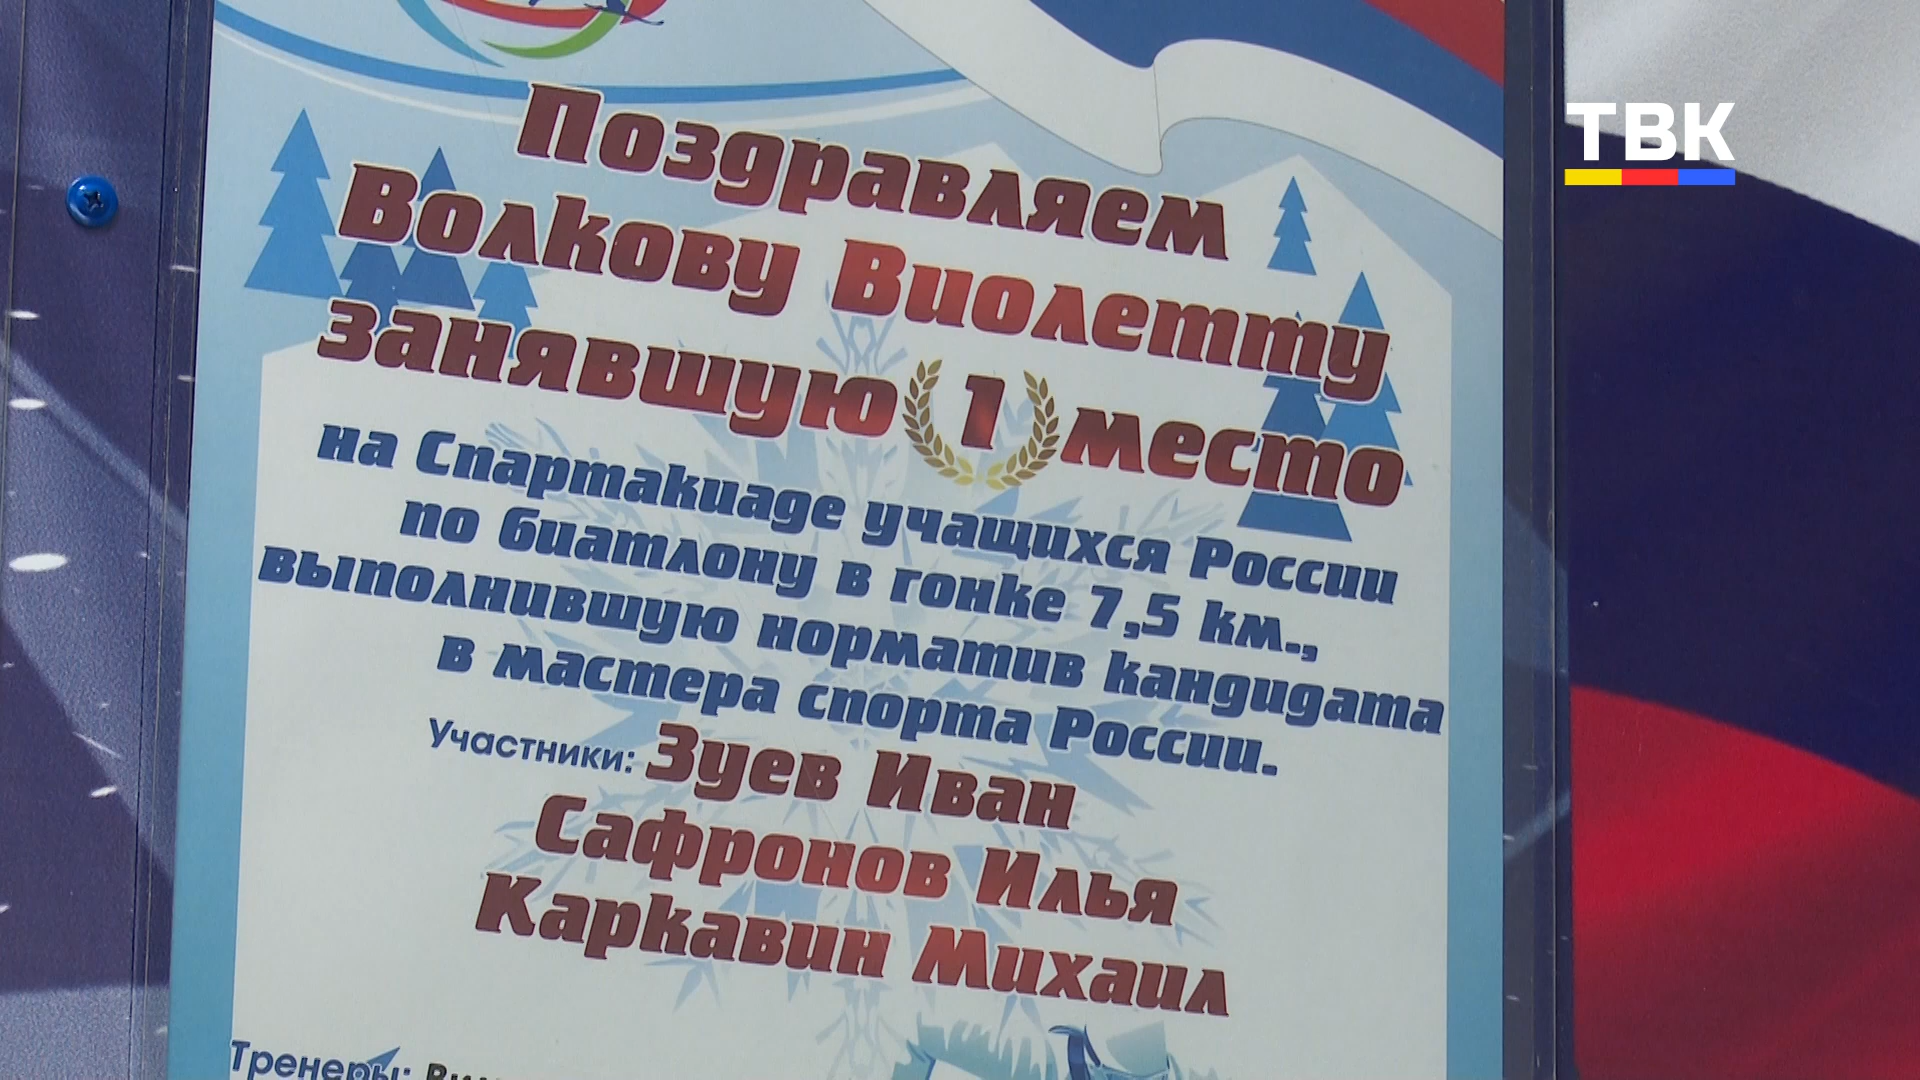 ТВК
Поздравляем
Волкову Виолетту
занявшую 1 место
на Спартакиаде учащихся России
по биатлону в гонке 7,5 км.,
выполнившую норматив кандидата
в мастера спорта России.
Участники: Зуев Иван
Сафронов Илья
Каркавин Михаил
Тренеры: